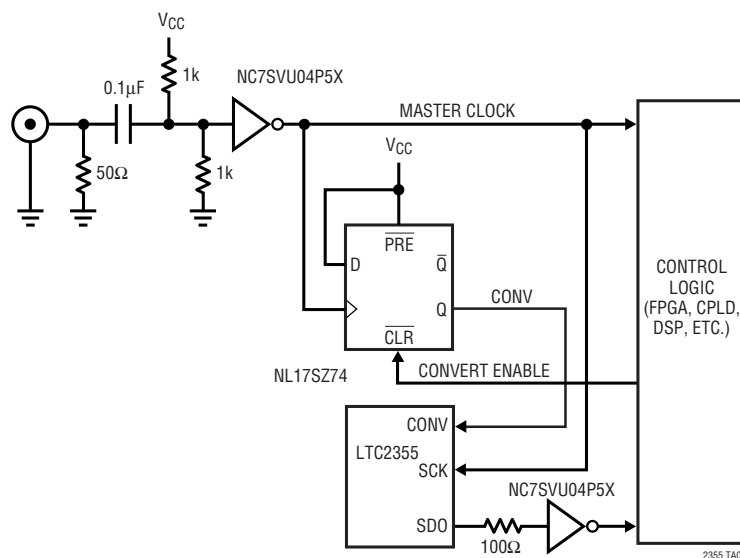 VCC
0.1µF
1k
NC7SVU04P5X
MASTER CLOCK
50Ω
1k
VCC
PRE
D
Q
CONV
Q
CLR
CONTROL
LOGIC
(FPGA, CPLD,
DSP, ETC.)
NL17SZ74
CONVERT ENABLE
CONV
LTC2355
SCK
NC7SVU04P5X
SDO
100Ω